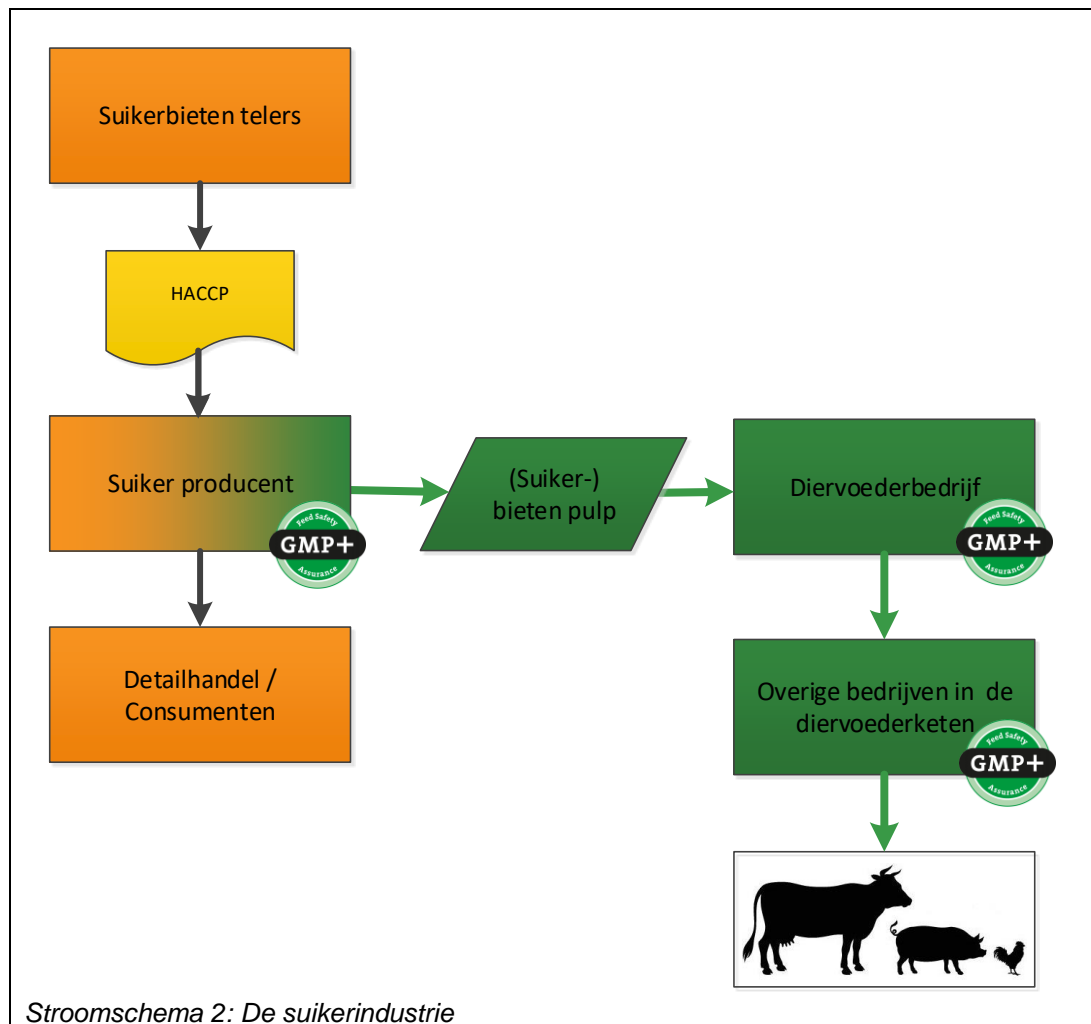 Suikerbieten telers
HACCP
Suiker producent
Feed Safety
GMP+
Assurance
(Suiker-)
bieten pulp
Diervoederbedrijf
Feed Safety
GMP+
Assurance
Detailhandel /
Consumenten
Overige bedrijven in de
diervoederketen
Feed Safety
GMP+
Assurance
Stroomschema 2: De suikerindustrie